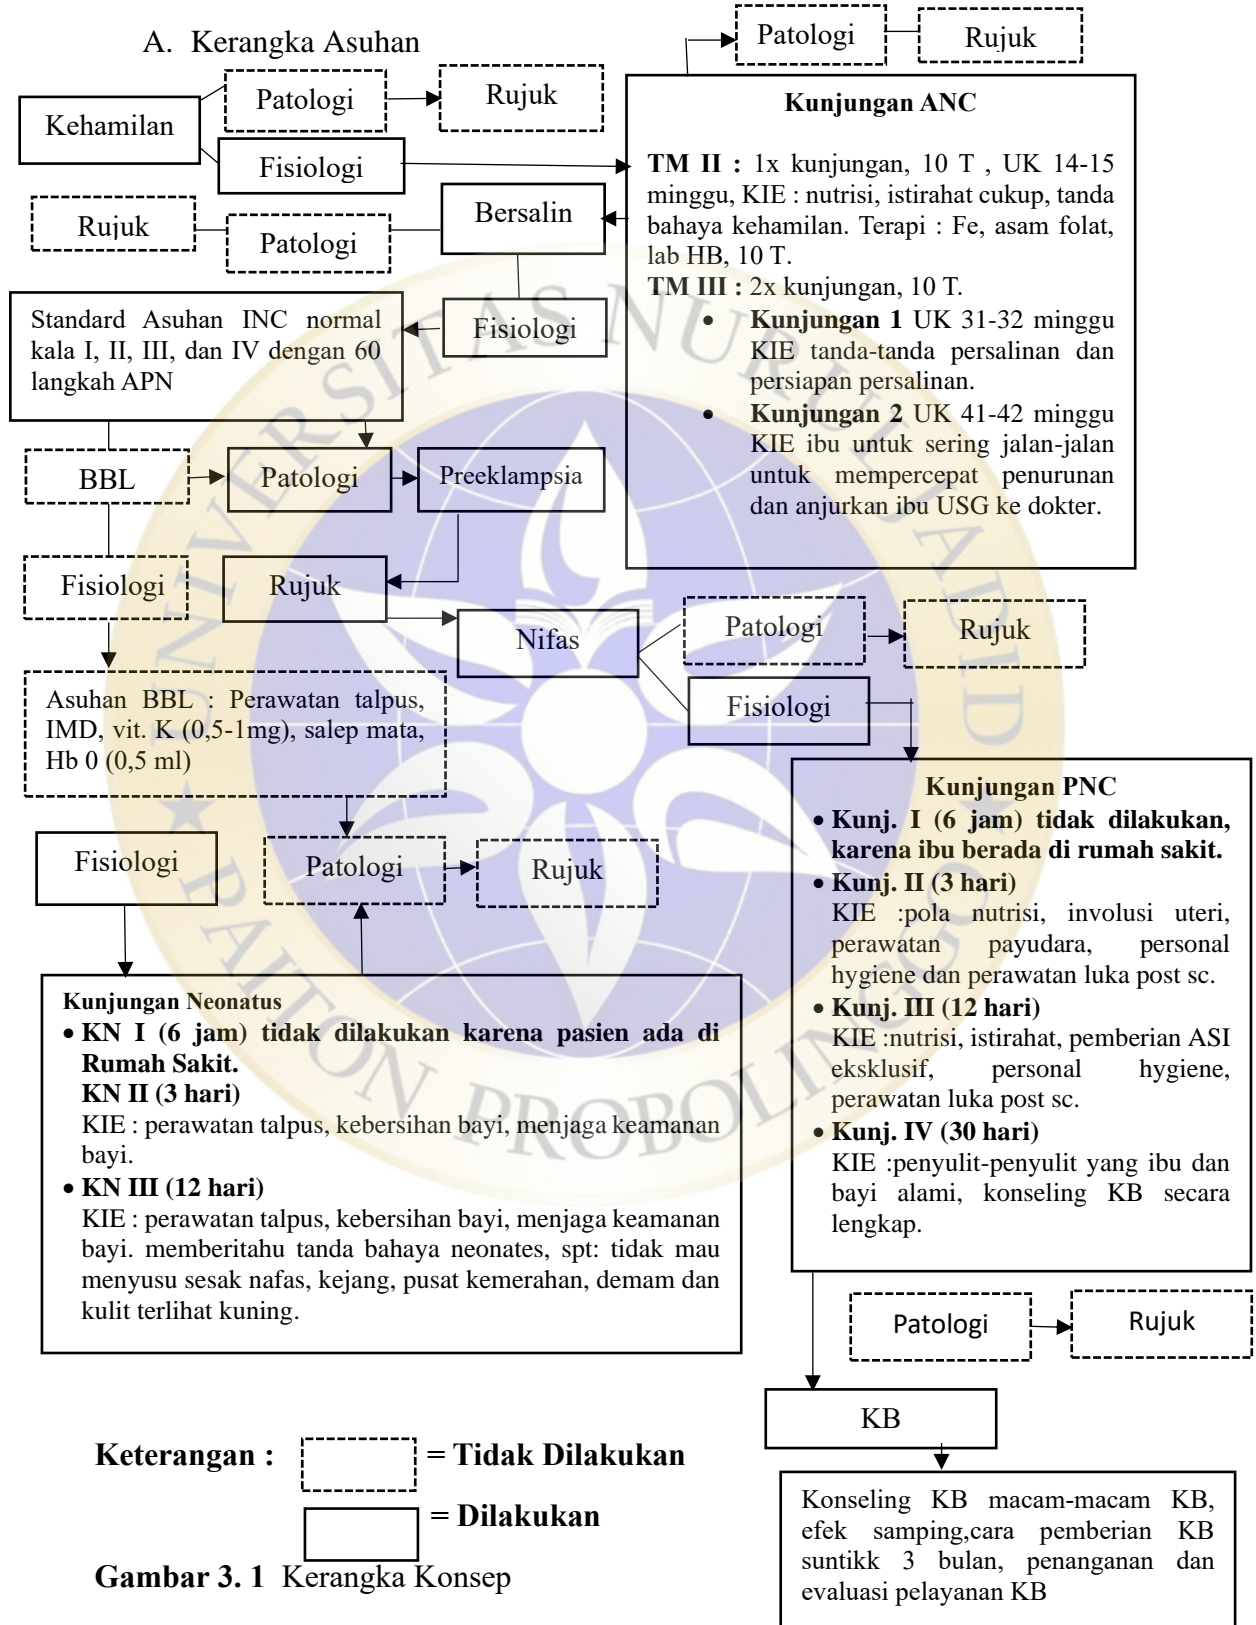 A. Kerangka Asuhan
Patologi
Rujuk
Kehamilan
Patologi
Rujuk
Fisiologi
Kunjungan ANC
TM II : 1x kunjungan, 10 T , UK 14-15
minggu, KIE : nutrisi, istirahat cukup, tanda
bahaya kehamilan. Terapi : Fe, asam folat,
lab HB, 10 T.
TM III : 2x kunjungan, 10 T.
• Kunjungan 1 UK 31-32 minggu
KIE tanda-tanda persalinan dan
persiapan persalinan.
• Kunjungan 2 UK 41-42 minggu
KIE ibu untuk sering jalan-jalan
untuk mempercepat penurunan
dan anjurkan ibu USG ke dokter.
Rujuk
Patologi
Bersalin
Fisiologi
Standard Asuhan INC normal
kala I, II, III, dan IV dengan 60
langkah APN
BBL
Patologi
Preeklampsia
Fisiologi
Rujuk
Nifas
Patologi
Rujuk
Fisiologi
Asuhan BBL : Perawatan talpus,
IMD, vit. K (0,5-1mg), salep mata,
Hb 0 (0,5 ml)
Fisiologi
Patologi
Rujuk
Kunjungan PNC
• Kunj. I (6 jam) tidak dilakukan,
karena ibu berada di rumah sakit.
• Kunj. II (3 hari)
KIE :pola nutrisi, involusi uteri,
perawatan payudara, personal
hygiene dan perawatan luka post sc.
• Kunj. III (12 hari)
KIE :nutrisi, istirahat, pemberian ASI
eksklusif, personal hygiene,
perawatan luka post sc.
• Kunj. IV (30 hari)
KIE :penyulit-penyulit yang ibu dan
bayi alami, konseling KB secara
lengkap.
Kunjungan Neonatus
• KN I (6 jam) tidak dilakukan karena pasien ada di
Rumah Sakit.
KN II (3 hari)
KIE : perawatan talpus, kebersihan bayi, menjaga keamanan
bayi.
• KN III (12 hari)
KIE : perawatan talpus, kebersihan bayi, menjaga keamanan
bayi. memberitahu tanda bahaya neonates, spt: tidak mau
menyusu sesak nafas, kejang, pusat kemerahan, demam dan
kulit terlihat kuning.
Patologi
Rujuk
KB
Konseling KB macam-macam KB,
efek samping,cara pemberian KB
suntikk 3 bulan, penanganan dan
evaluasi pelayanan KB
Keterangan :
= Tidak Dilakukan
= Dilakukan
Gambar 3. 1 Kerangka Konsep
UNIVERSITAS NURUL JADID
PAITON PROBOLINGGO